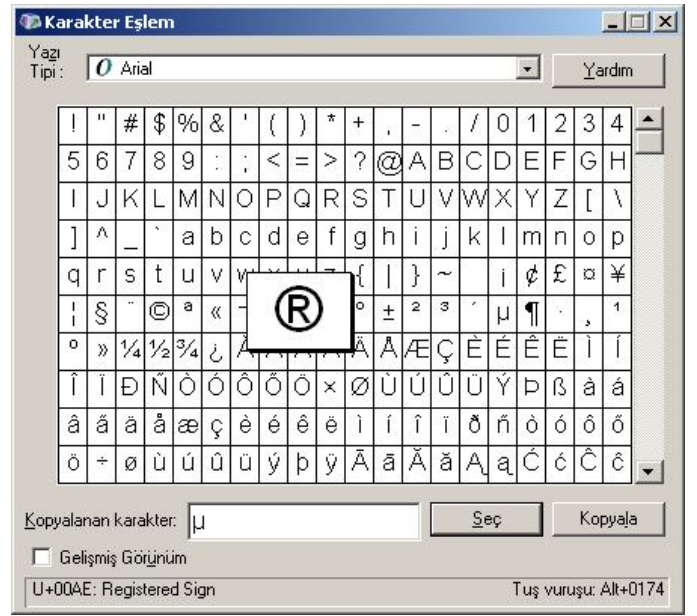 Karakter Eşlem
Yazı Tipi : Arial Yardım
! " # $ % & ' ( ) * + , - . / 0 1 2 3 4
5 6 7 8 9 : ; < = > ? @ A B C D E F G H
I J K L M N O P Q R S T U V W X Y Z [ \
] ^ _ ` a b c d e f g h i j k l m n o p
q r s t u v { | } ~ ¡ ¢ £ ¤ ¥
¦ § ¨ © ª « ® ° ± ² ³ ´ µ ¶ · ¸ ¹
º » ¼ ½ ¾ ¿ Å Æ Ç È É Ê Ë Ì Í
Î Ï Ð Ñ Ò Ó Ô Õ Ö × Ø Ù Ú Û Ü Ý Þ ß à á
â ã ä å æ ç è é ê ë ì í î ï ð ñ ò ó ô õ
ö ÷ ø ù ú û ü ý þ ÿ Ā ā Ă ă Ą ą Ć ć Ĉ ĉ
Kopyalanan karakter: µ Seç Kopyala
Gelişmiş Görünüm
U+00AE: Registered Sign Tuş vuruşu: Alt+0174